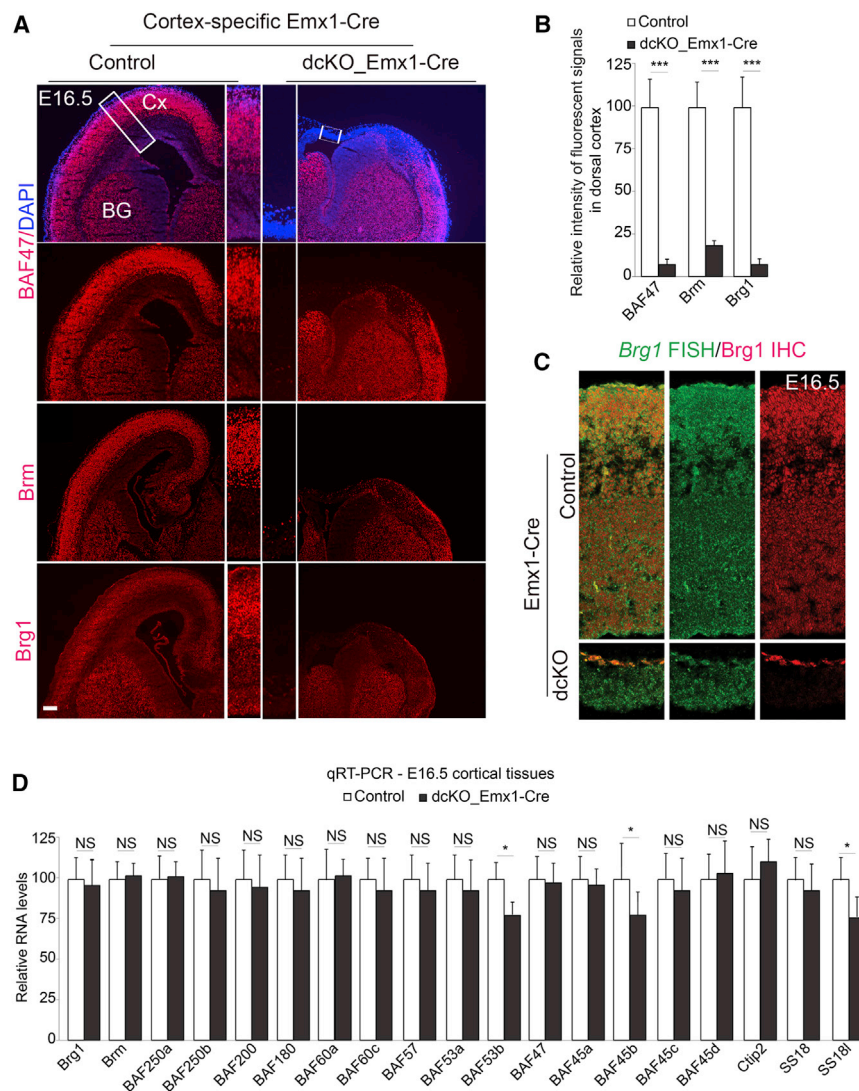 A
Cortex-specific Emx1-Cre
Control
dcKO_Emx1-Cre
E16.5
Cx
BG
BAF47/DAPI
Brm
Brg1
B
Control
dcKO_Emx1-Cre
Relative intensity of fluorescent signals
in dorsal cortex
*** *** ***
125
100
75
50
25
0
BAF47 Brm Brg1
C
Brg1 FISH/Brg1 IHC
E16.5
Emx1-Cre
Control
dcKO
D
qRT-PCR - E16.5 cortical tissues
Control dcKO_Emx1-Cre
Relative RNA levels
125
100
75
50
25
0
NS NS NS NS NS NS NS NS NS NS * NS NS * NS NS NS NS *
Brg1 Brm BAF250a BAF250b BAF200 BAF180 BAF60a BAF60c BAF57 BAF53a BAF53b BAF47 BAF45a BAF45b BAF45c BAF45d Ctip2 SS18 SS18l